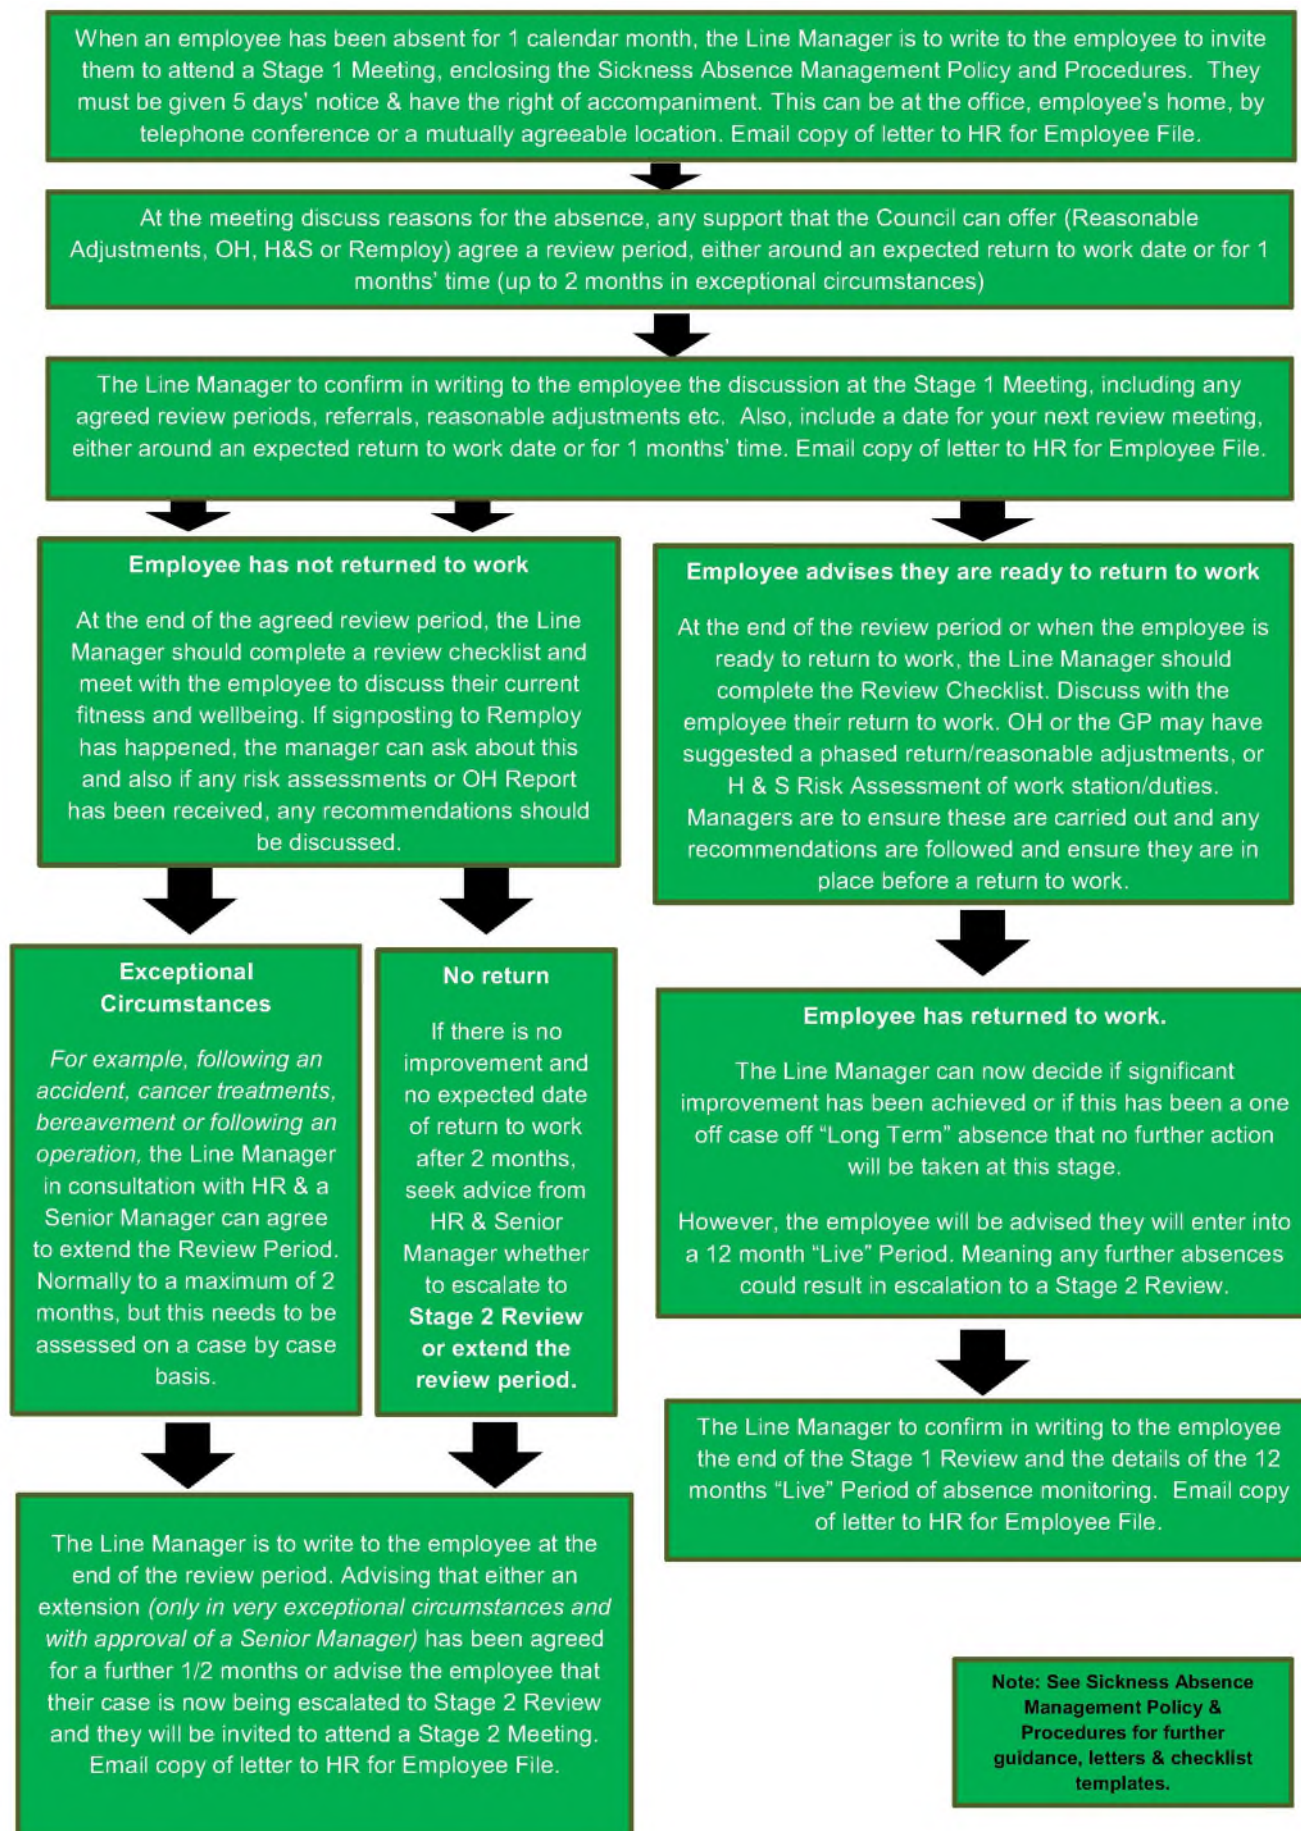 When an employee has been absent for 1 calendar month, the Line Manager is to write to the employee to invite
them to attend a Stage 1 Meeting, enclosing the Sickness Absence Management Policy and Procedures. They
must be given 5 days’ notice & have the right of accompaniment. This can be at the office, employee’s home, by
telephone conference or a mutually agreeable location. Email copy of letter to HR for Employee File.
At the meeting discuss reasons for the absence, any support that the Council can offer (Reasonable
Adjustments, OH, H&S or Remploy) agree a review period, either around an expected return to work date or for 1
months’ time (up to 2 months in exceptional circumstances)
The Line Manager to confirm in writing to the employee the discussion at the Stage 1 Meeting, including any
agreed review periods, referrals, reasonable adjustments etc. Also, include a date for your next review meeting,
either around an expected return to work date or for 1 months’ time. Email copy of letter to HR for Employee File.
Employee has not returned to work
At the end of the agreed review period, the Line
Manager should complete a review checklist and
meet with the employee to discuss their current
fitness and wellbeing. If signposting to Remploy
has happened, the manager can ask about this
and also if any risk assessments or OH Report
has been received, any recommendations should
be discussed.
Employee advises they are ready to return to work
At the end of the review period or when the employee is
ready to return to work, the Line Manager should
complete the Review Checklist. Discuss with the
employee their return to work. OH or the GP may have
suggested a phased return/reasonable adjustments, or
H & S Risk Assessment of work station/duties.
Managers are to ensure these are carried out and any
recommendations are followed and ensure they are in
place before a return to work.
Exceptional
Circumstances
For example, following an
accident, cancer treatments,
bereavement or following an
operation, the Line Manager
in consultation with HR & a
Senior Manager can agree
to extend the Review Period.
Normally to a maximum of 2
months, but this needs to be
assessed on a case by case
basis.
No return
If there is no
improvement and
no expected date
of return to work
after 2 months,
seek advice from
HR & Senior
Manager whether
to escalate to
Stage 2 Review
or extend the
review period.
Employee has returned to work.
The Line Manager can now decide if significant
improvement has been achieved or if this has been a one
off case off “Long Term” absence that no further action
will be taken at this stage.
However, the employee will be advised they will enter into
a 12 month “Live” Period. Meaning any further absences
could result in escalation to a Stage 2 Review.
The Line Manager to confirm in writing to the employee
the end of the Stage 1 Review and the details of the 12
months “Live” Period of absence monitoring. Email copy
of letter to HR for Employee File.
The Line Manager is to write to the employee at the
end of the review period. Advising that either an
extension (only in very exceptional circumstances and
with approval of a Senior Manager) has been agreed
for a further 1/2 months or advise the employee that
their case is now being escalated to Stage 2 Review
and they will be invited to attend a Stage 2 Meeting.
Email copy of letter to HR for Employee File.
Note: See Sickness Absence
Management Policy &
Procedures for further
guidance, letters & checklist
templates.